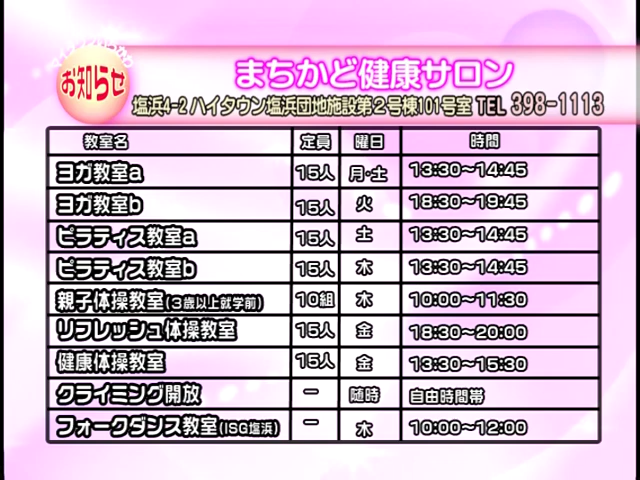 お知らせ
まちかど健康サロン
塩浜4-2 ハイタウン塩浜団地施設第2号棟101号室 TEL 398-1113
教室名 定員 曜日 時間
ヨガ教室a 15人 月・土 13:30~14:45
ヨガ教室b 15人 火 18:30~19:45
ピラティス教室a 15人 土 13:30~14:45
ピラティス教室b 15人 木 13:30~14:45
親子体操教室(3歳以上就学前) 10組 木 10:00~11:30
リフレッシュ体操教室 15人 金 18:30~20:00
健康体操教室 15人 金 13:30~15:30
クライミング開放 ー 随時 自由時間帯
フォークダンス教室(ISG塩浜) ー 木 10:00~12:00